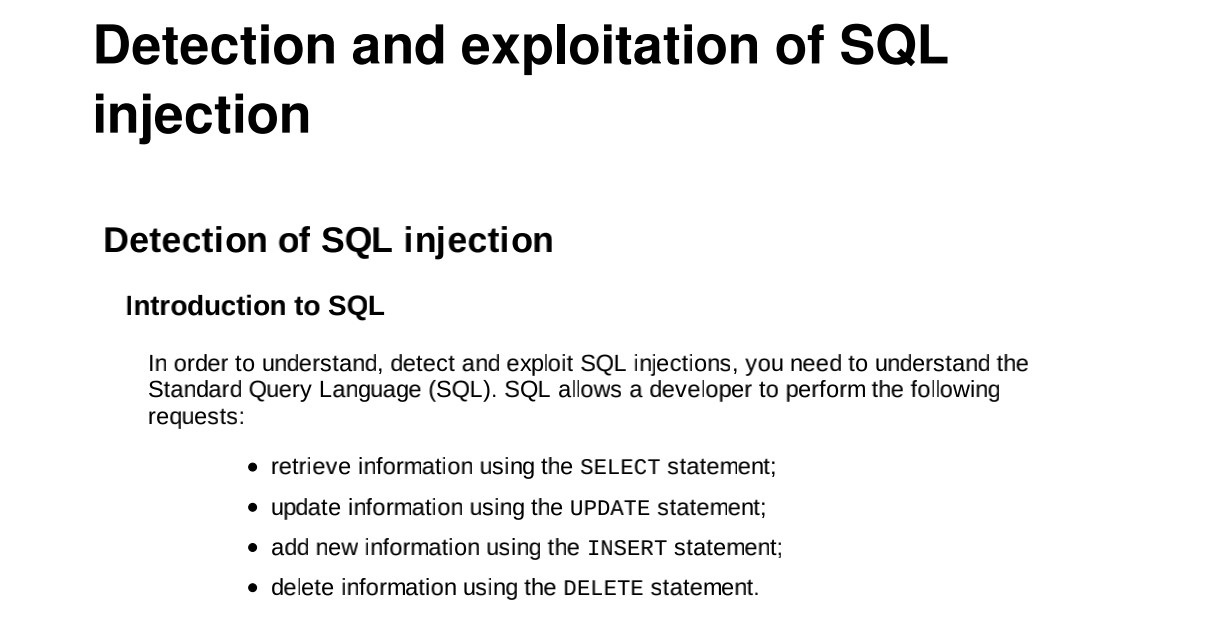 Detection and exploitation of SQL
injection
Detection of SQL injection
Introduction to SQL
In order to understand, detect and exploit SQL injections, you need to understand the
Standard Query Language (SQL). SQL allows a developer to perform the following
requests:
• retrieve information using the SELECT statement;
• update information using the UPDATE statement;
• add new information using the INSERT statement;
• delete information using the DELETE statement.